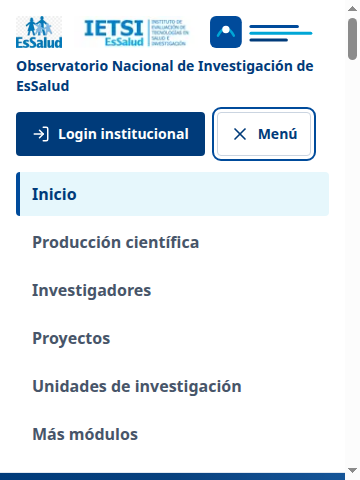 EsSalud
IETSI
EsSalud
INSTITUTO DE
EVALUACIÓN DE
TECNOLOGÍAS EN
SALUD E
INVESTIGACIÓN
Observatorio Nacional de Investigación de
EsSalud
Login institucional
Menú
Inicio
Producción científica
Investigadores
Proyectos
Unidades de investigación
Más módulos